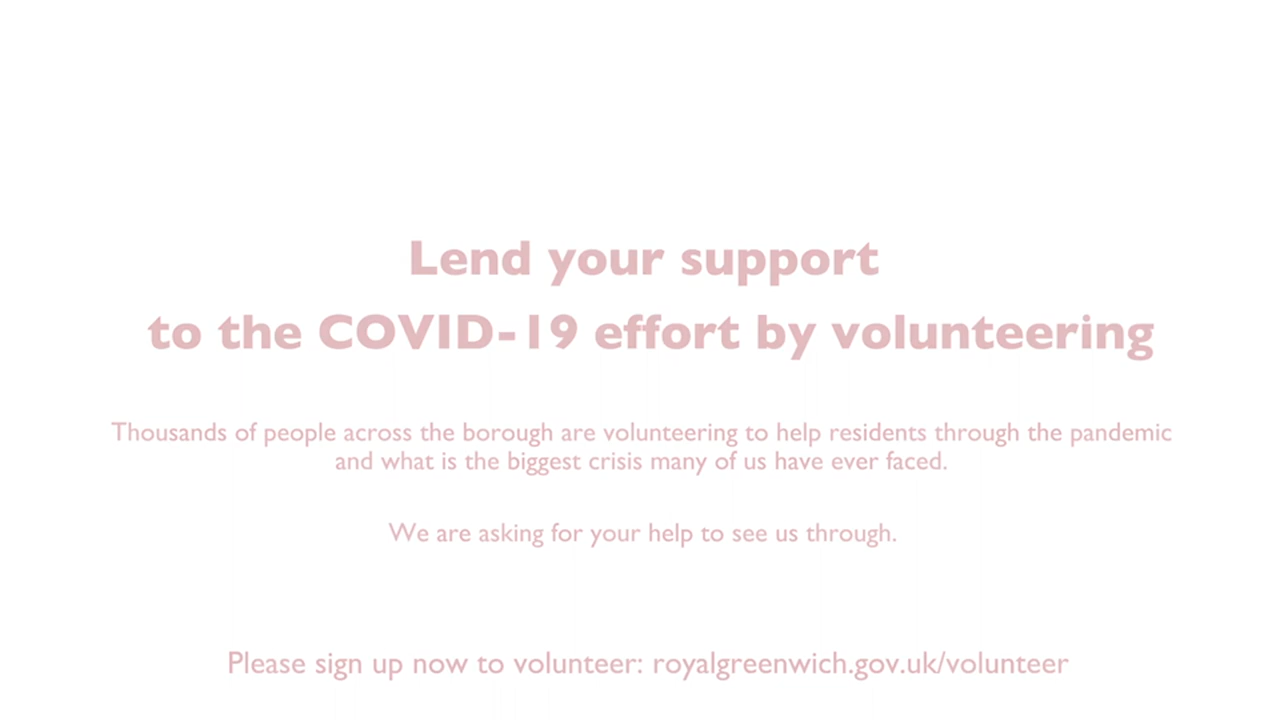 Lend your support
to the COVID-19 effort by volunteering
Thousands of people across the borough are volunteering to help residents through the pandemic
and what is the biggest crisis many of us have ever faced.
We are asking for your help to see us through.
Please sign up now to volunteer: royalgreenwich.gov.uk/volunteer